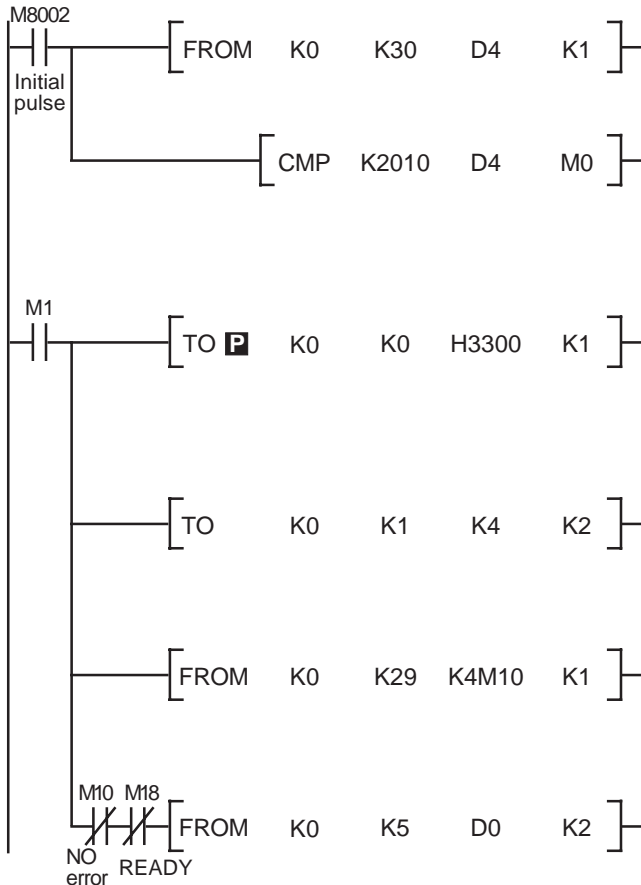 M8002
FROM K0 K30 D4 K1
Initial
pulse
CMP K2010 D4 M0
M1
TO P K0 K0 H3300 K1
TO K0 K1 K4 K2
FROM K0 K29 K4M10 K1
M10 M18
FROM K0 K5 D0 K2
NO
error
READY